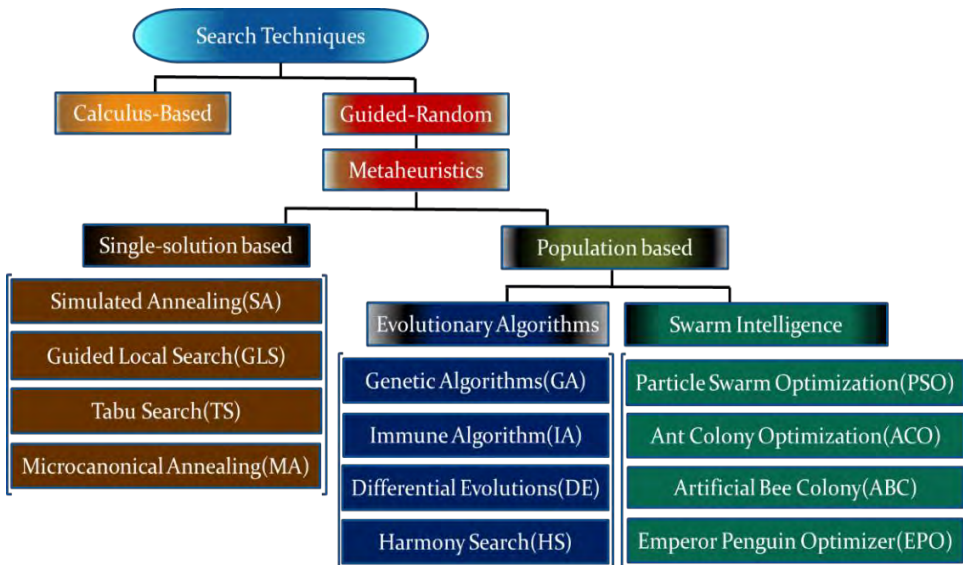 Search Techniques
Calculus-Based
Guided-Random
Metaheuristics
Single-solution based
Population based
Simulated Annealing(SA)
Guided Local Search(GLS)
Tabu Search(TS)
Microcanonical Annealing(MA)
Evolutionary Algorithms
Swarm Intelligence
Genetic Algorithms(GA)
Immune Algorithm(IA)
Differential Evolutions(DE)
Harmony Search(HS)
Particle Swarm Optimization(PSO)
Ant Colony Optimization(ACO)
Artificial Bee Colony(ABC)
Emperor Penguin Optimizer(EPO)